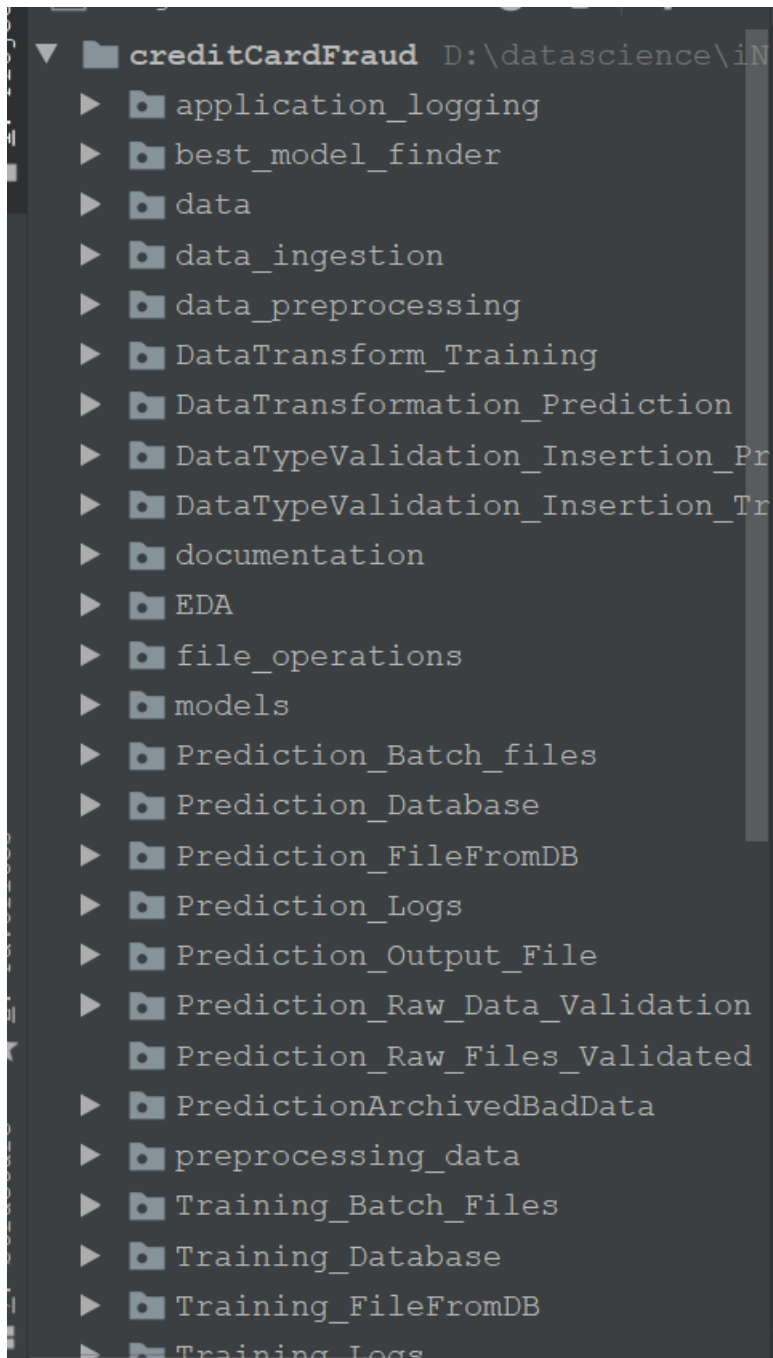 creditCardFraud D:\datascience\iN
application_logging
best_model_finder
data
data_ingestion
data_preprocessing
DataTransform_Training
DataTransformation_Prediction
DataTypeValidation_Insertion_Pr
DataTypeValidation_Insertion_Tr
documentation
EDA
file_operations
models
Prediction_Batch_files
Prediction_Database
Prediction_FileFromDB
Prediction_Logs
Prediction_Output_File
Prediction_Raw_Data_Validation
Prediction_Raw_Files_Validated
PredictionArchivedBadData
preprocessing_data
Training_Batch_Files
Training_Database
Training_FileFromDB
Training_Logs